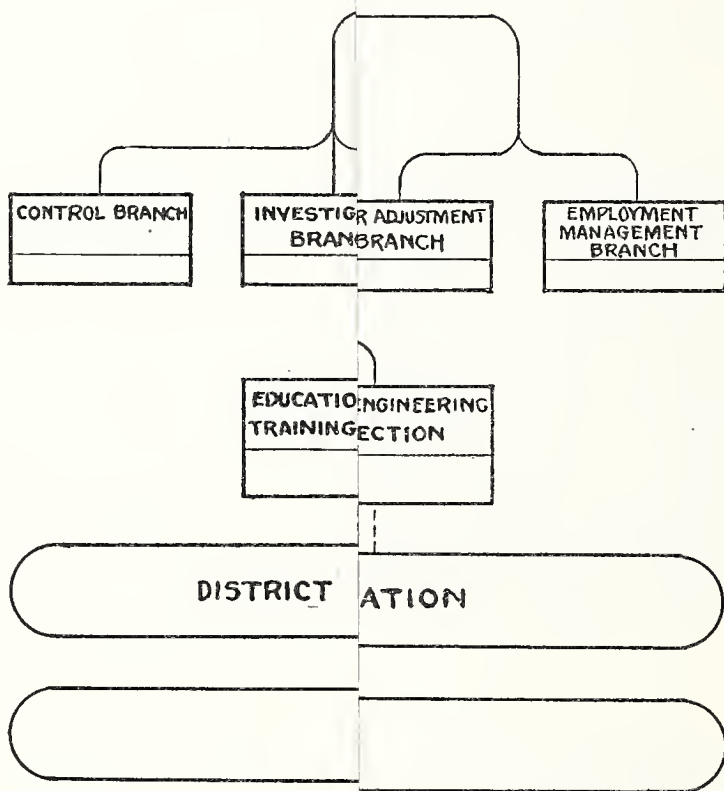 CONTROL BRANCH
INVESTIG
BRAN
R ADJUSTMENT
BRANCH
EMPLOYMENT
MANAGEMENT
BRANCH
EDUCATIO
TRAINING
NGINEERING
ECTION
DISTRICT
ATION